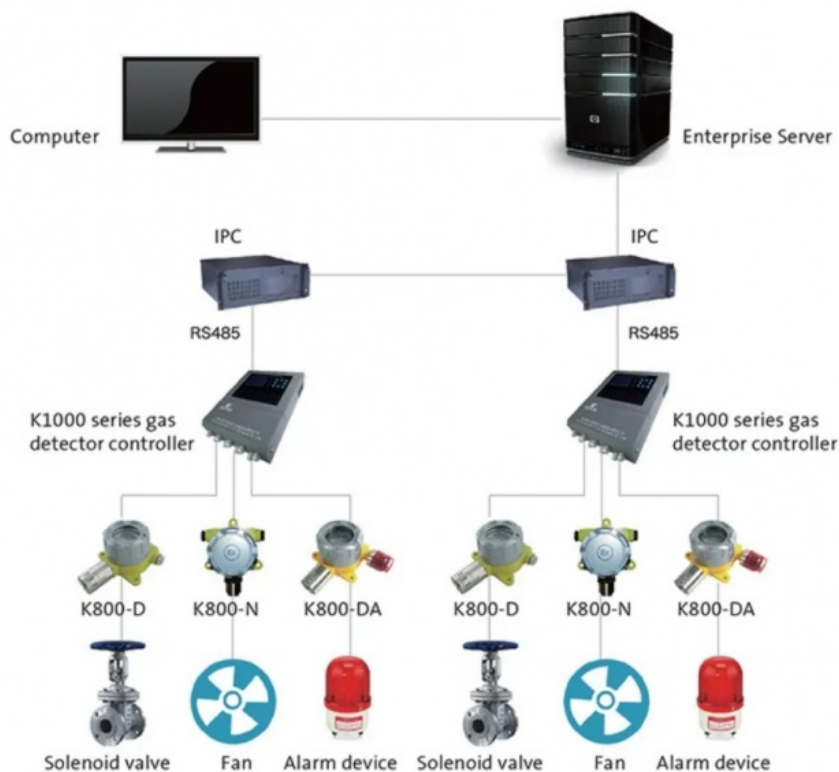 Computer
Enterprise Server
IPC
IPC
RS485
RS485
K1000 series gas
detector controller
K1000 series gas
detector controller
K800-D
K800-N
K800-DA
K800-D
K800-N
K800-DA
Solenoid valve
Fan
Alarm device
Solenoid valve
Fan
Alarm device